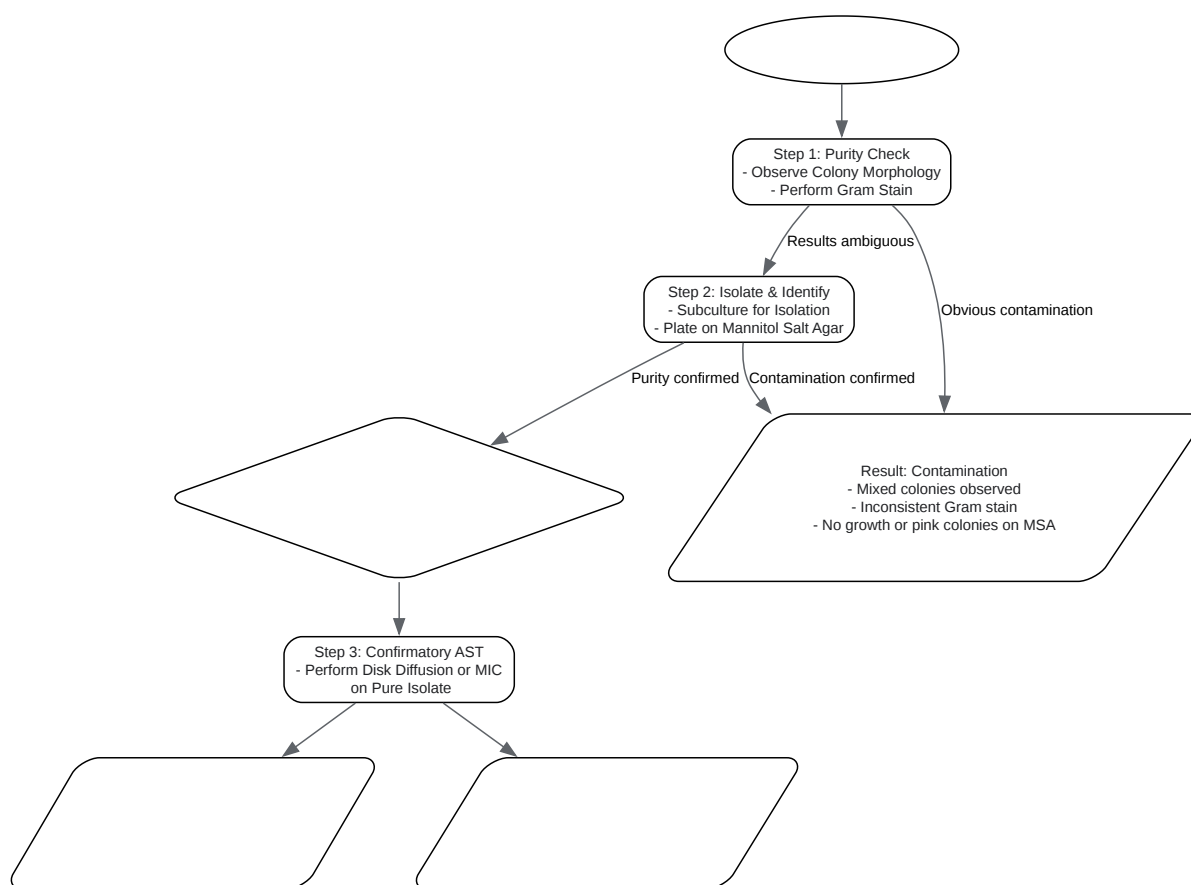 Step 1: Purity Check
- Observe Colony Morphology
- Perform Gram Stain
Results ambiguous
Step 2: Isolate & Identify
- Subculture for Isolation
- Plate on Mannitol Salt Agar
Obvious contamination
Purity confirmed
Contamination confirmed
Result: Contamination
- Mixed colonies observed
- Inconsistent Gram stain
- No growth or pink colonies on MSA
Step 3: Confirmatory AST
- Perform Disk Diffusion or MIC
on Pure Isolate